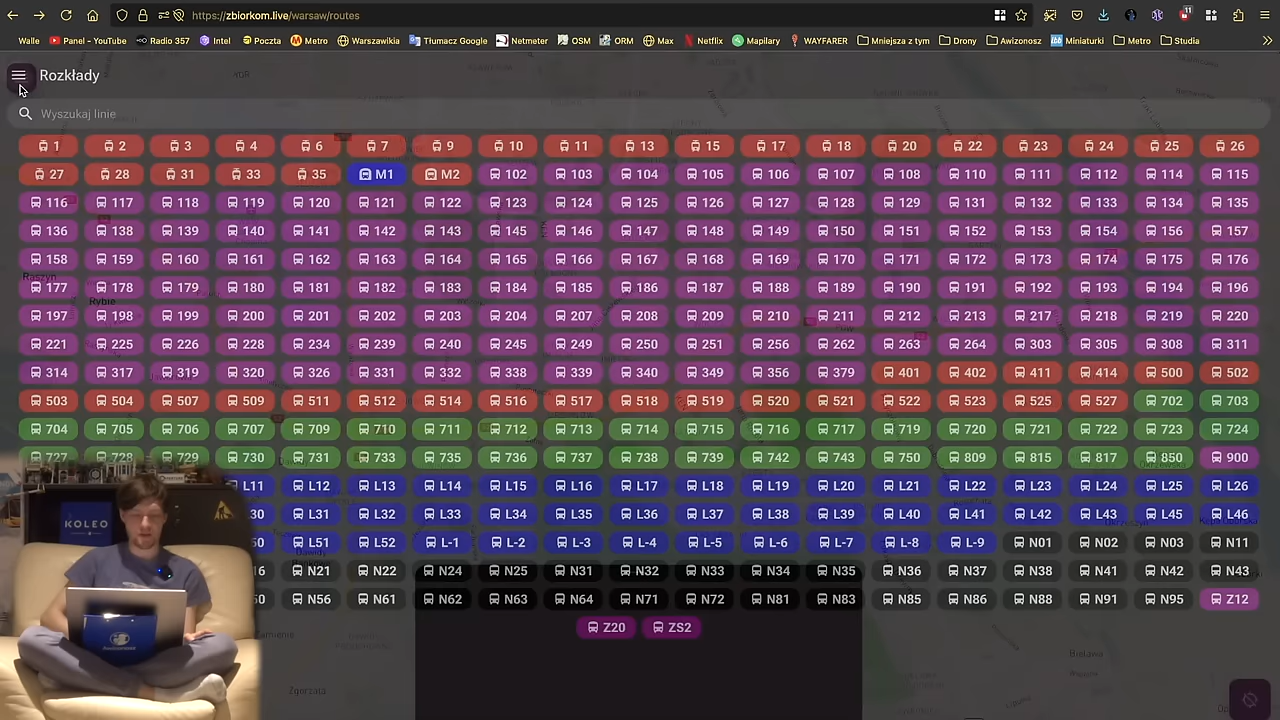 https://zbiorkom.live/warsaw/routes
11
Walle Panel - YouTube Radio 357 Intel Poczta Metro Warszawikia Tłumacz Google Netmeter OSM ORM Max Netflix Mapilary WAYFARER Mniejsza z tym Drony Awizonosz Miniaturki Metro Studia
Rozkłady
Wyszukaj linie
1 2 3 4 6 7 9 10 11 13 15 17 18 20 22 23 24 25 26
27 28 31 33 35 M1 M2 102 103 104 105 106 107 108 110 111 112 114 115
116 117 118 119 120 121 122 123 124 125 126 127 128 129 131 132 133 134 135
136 138 139 140 141 142 143 145 146 147 148 149 150 151 152 153 154 156 157
158 159 160 161 162 163 164 165 166 167 168 169 170 171 172 173 174 175 176
Raszyn
177 178 179 180 181 182 183 184 185 186 187 188 189 190 191 192 193 194 196
Rybie
197 198 199 200 201 202 203 204 207 208 209 210 211 212 213 217 218 219 220
221 225 226 228 234 239 240 245 249 250 251 256 262 263 264 303 305 308 311
314 317 319 320 326 331 332 338 339 340 349 356 379 401 402 411 414 500 502
503 504 507 509 511 512 514 516 517 518 519 520 521 522 523 525 527 702 703
704 705 706 707 709 710 711 712 713 714 715 716 717 719 720 721 722 723 724
727 728 729 730 731 733 735 736 737 738 739 742 743 750 809 815 817 850 900
L11 L12 L13 L14 L15 L16 L17 L18 L19 L20 L21 L22 L23 L24 L25 L26
L31 L32 L33 L34 L35 L36 L37 L38 L39 L40 L41 L42 L43 L45 L46
KOLEO
L51 L52 L-1 L-2 L-3 L-4 L-5 L-6 L-7 L-8 L-9 N01 N02 N03 N11
N21 N22 N24 N25 N31 N32 N33 N34 N35 N36 N37 N38 N41 N42 N43
N56 N61 N62 N63 N64 N71 N72 N81 N83 N85 N86 N88 N91 N95 Z12
Z20 ZS2
Awizonosz
Zgorzała